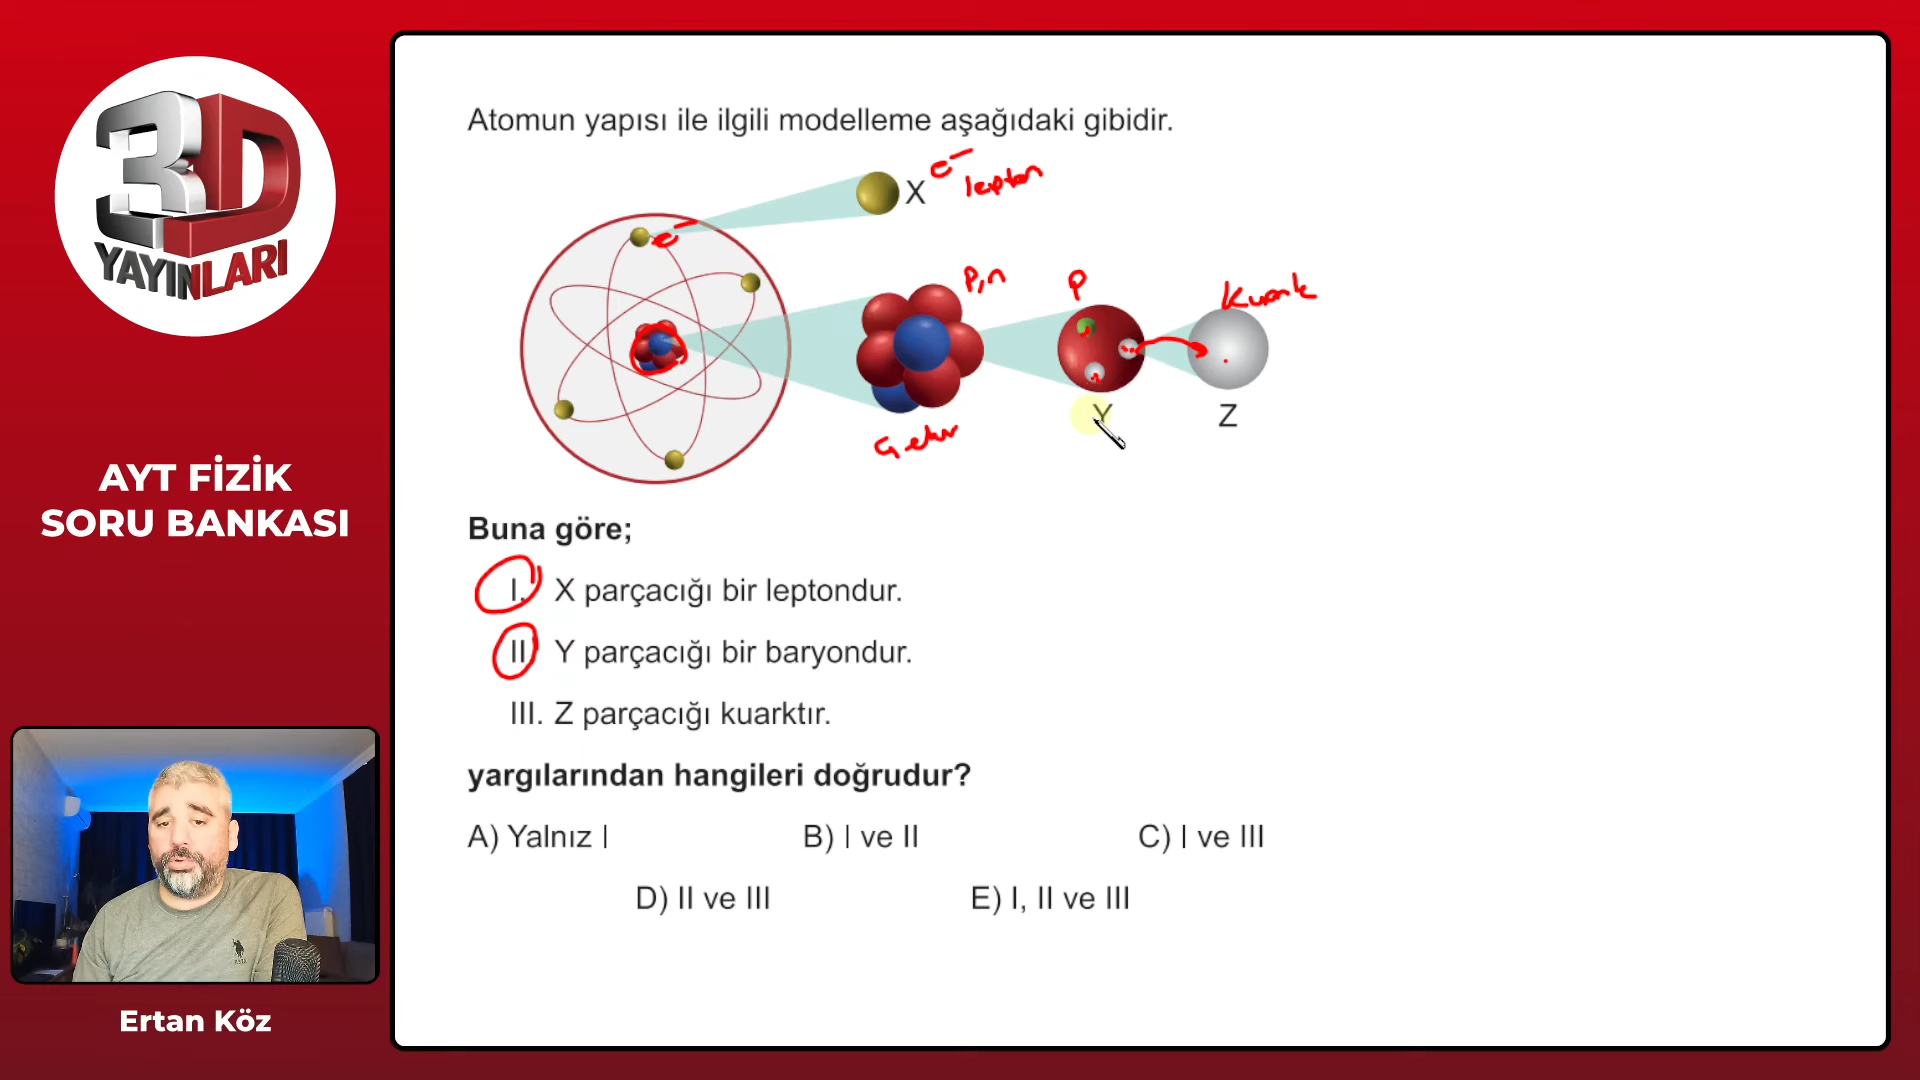 3D
YAYINLARI
AYT FİZİK
SORU BANKASI
Ertan Köz
Atomun yapısı ile ilgili modelleme aşağıdaki gibidir.
X
e⁻
lepton
e⁻
P,n
P
Kuark
Y
Z
Buna göre;
I. X parçacığı bir leptondur.
II. Y parçacığı bir baryondur.
III. Z parçacığı kuarktır.
yargılarından hangileri doğrudur?
A) Yalnız I
B) I ve II
C) I ve III
D) II ve III
E) I, II ve III